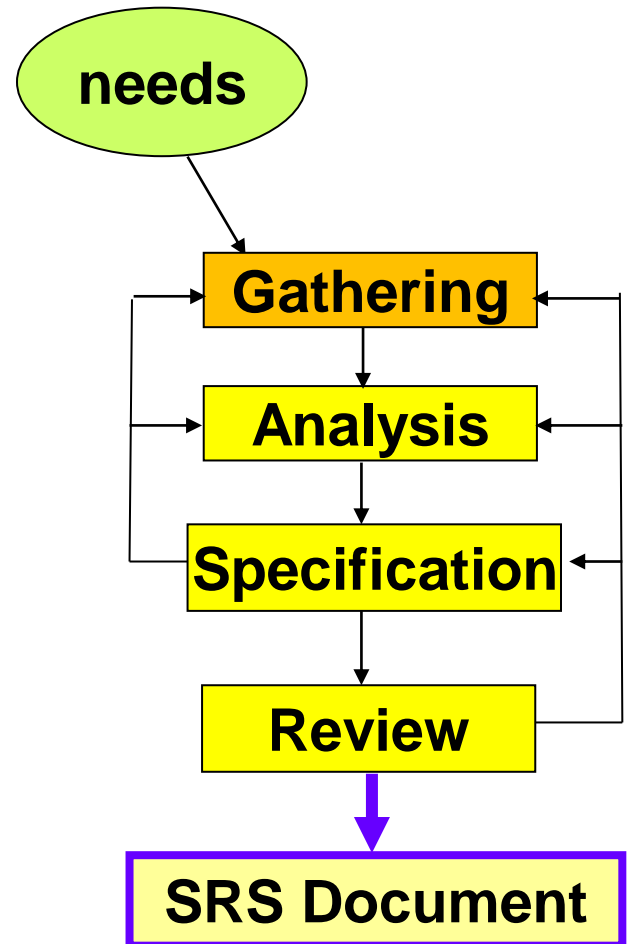 needs
Gathering
Analysis
Specification
Review
SRS Document